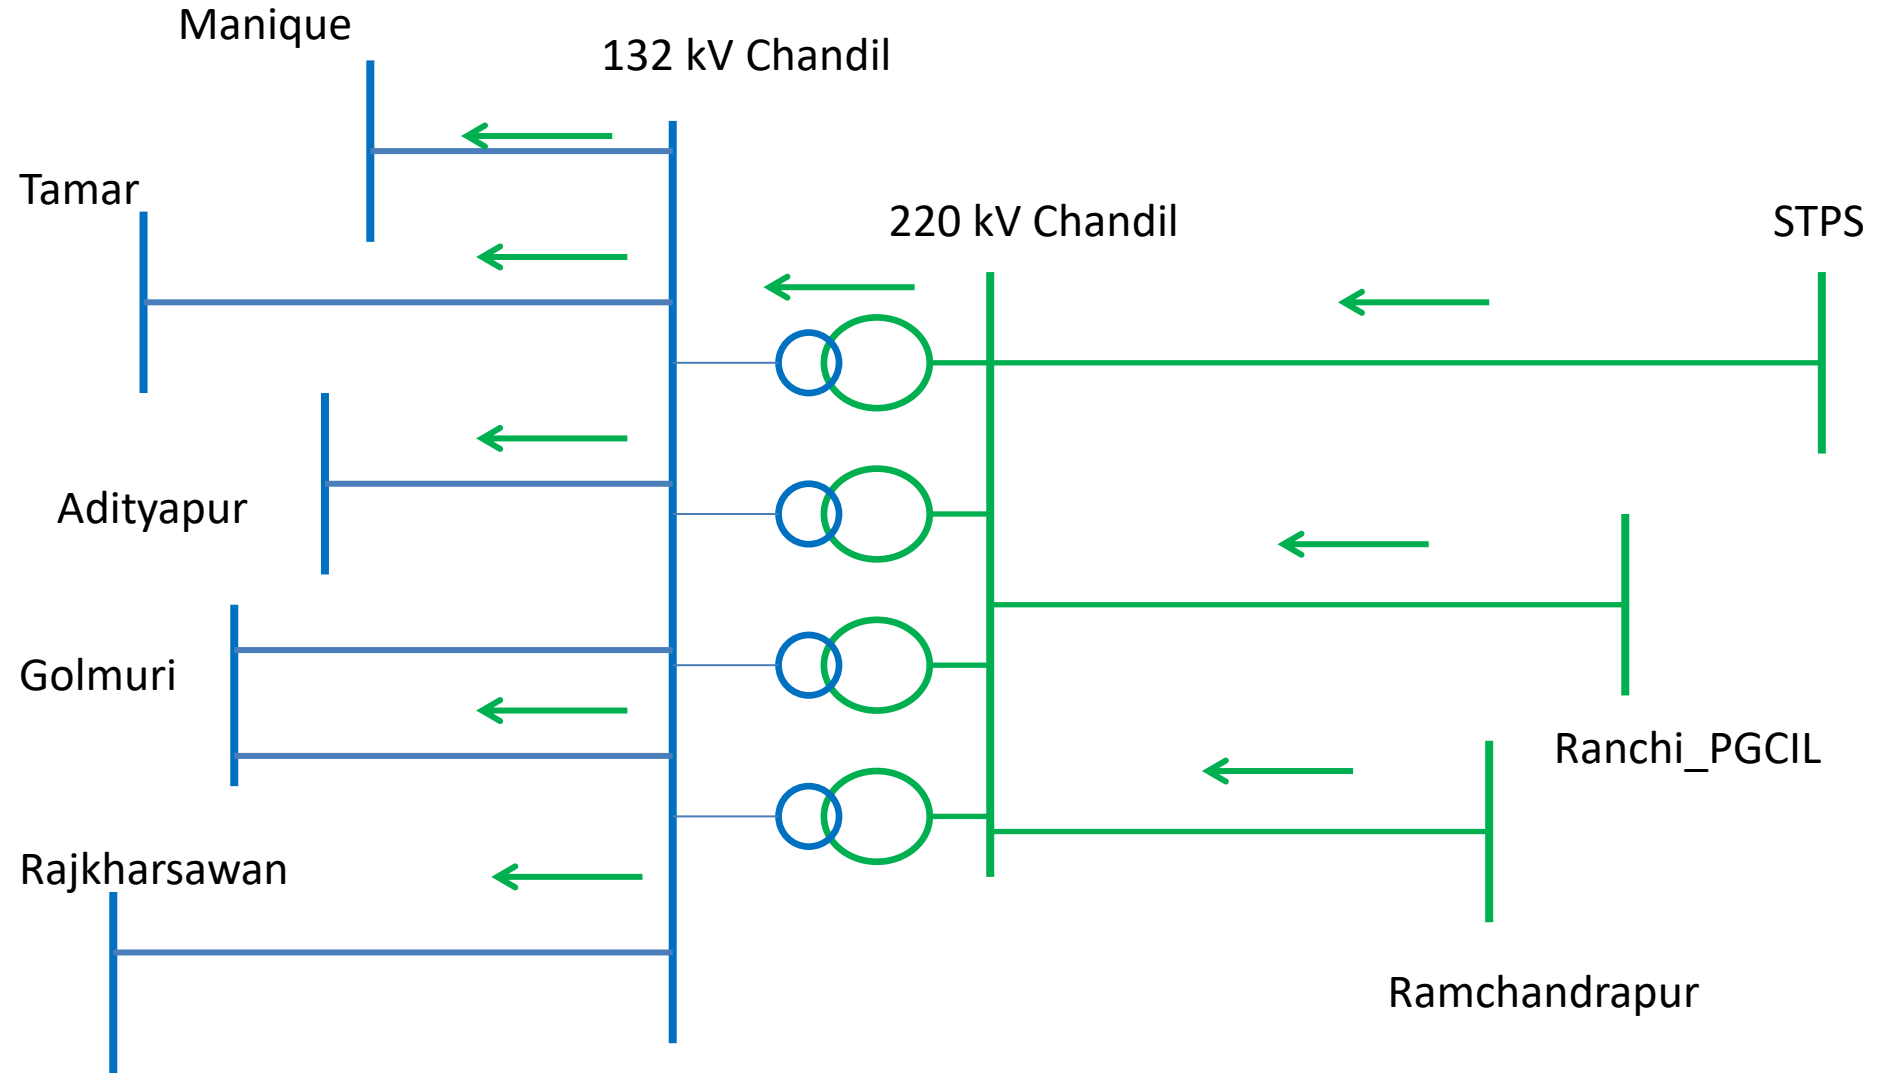 Manique
132 kV Chandil
Tamar
220 kV Chandil
STPS
Adityapur
Golmuri
Ranchi_PGCIL
Rajkharsawan
Ramchandrapur